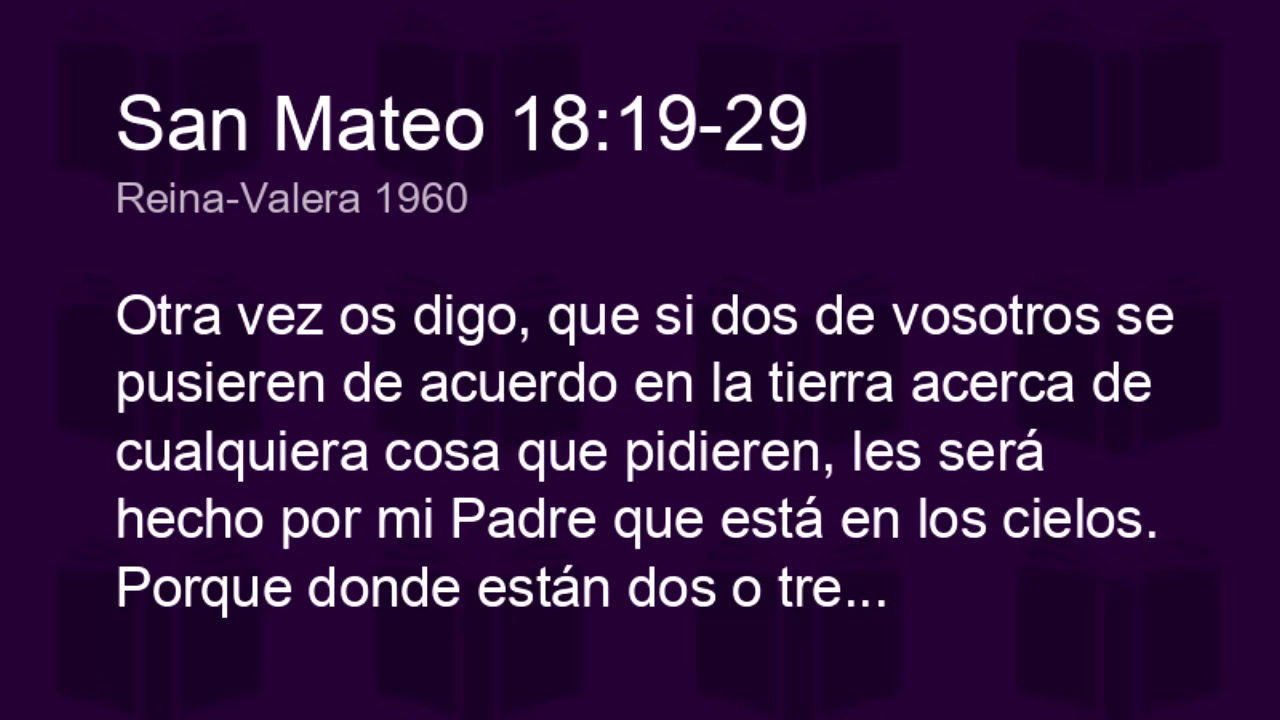 San Mateo 18:19-29
Reina-Valera 1960
Otra vez os digo, que si dos de vosotros se
pusieren de acuerdo en la tierra acerca de
cualquiera cosa que pidieren, les será
hecho por mi Padre que está en los cielos.
Porque donde están dos o tre...